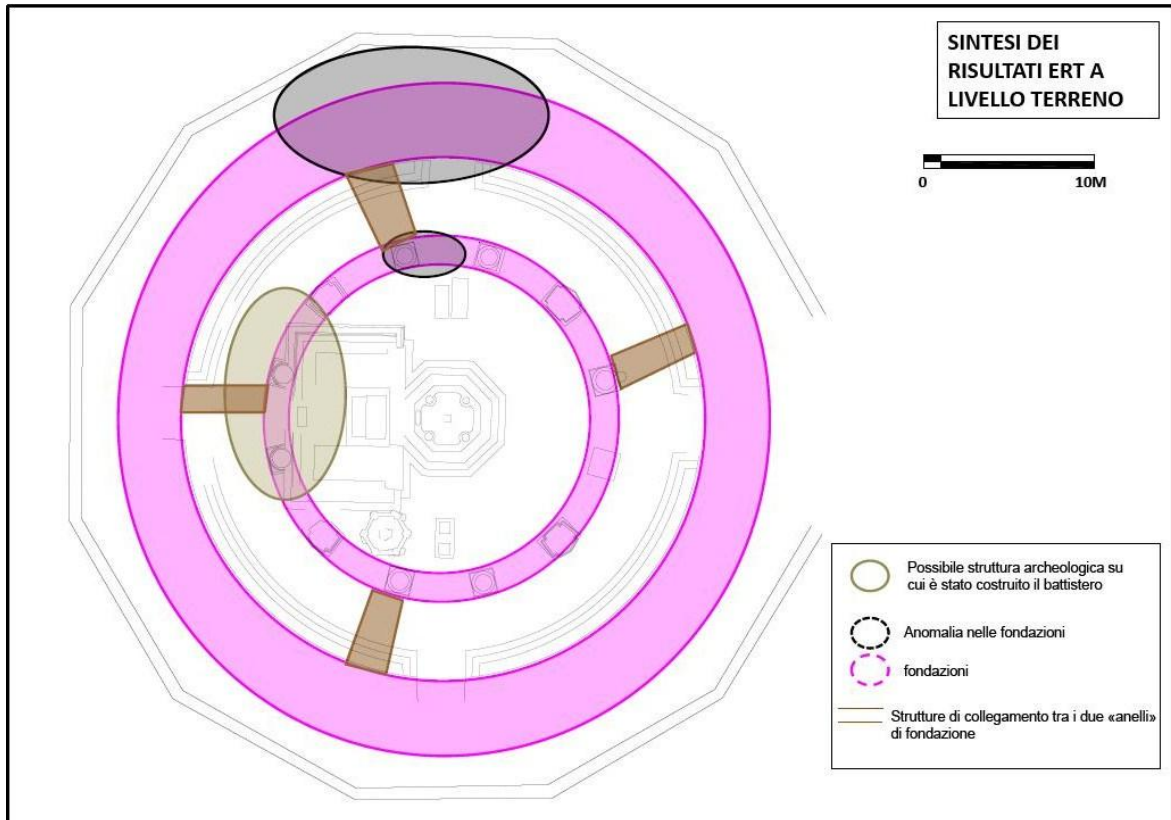 SINTESI DEI
RISULTATI ERT A
LIVELLO TERRENO
0 10M
Possibile struttura archeologica su
cui è stato costruito il battistero
Anomalia nelle fondazioni
fondazioni
Strutture di collegamento tra i due «anelli»
di fondazione